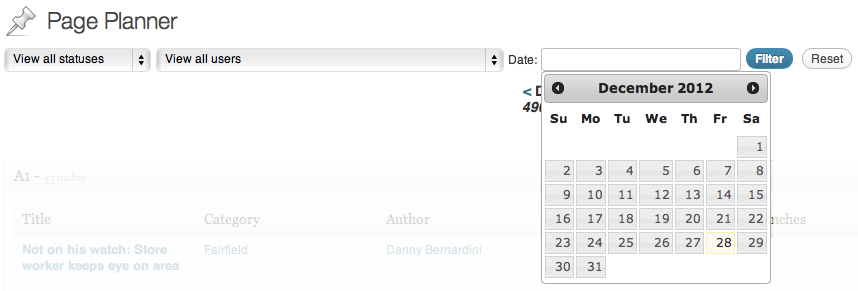 Page Planner
View all statuses View all users Date: Filter Reset
December 2012
< D
Su Mo Tu We Th Fr Sa
1
2 3 4 5 6 7 8
9 10 11 12 13 14 15
16 17 18 19 20 21 22
23 24 25 26 27 28 29
30 31
A1 - 47 inches
Title Category Author nches
Not on his watch: Store Fairfield Danny Bernardini
worker keeps eye on area